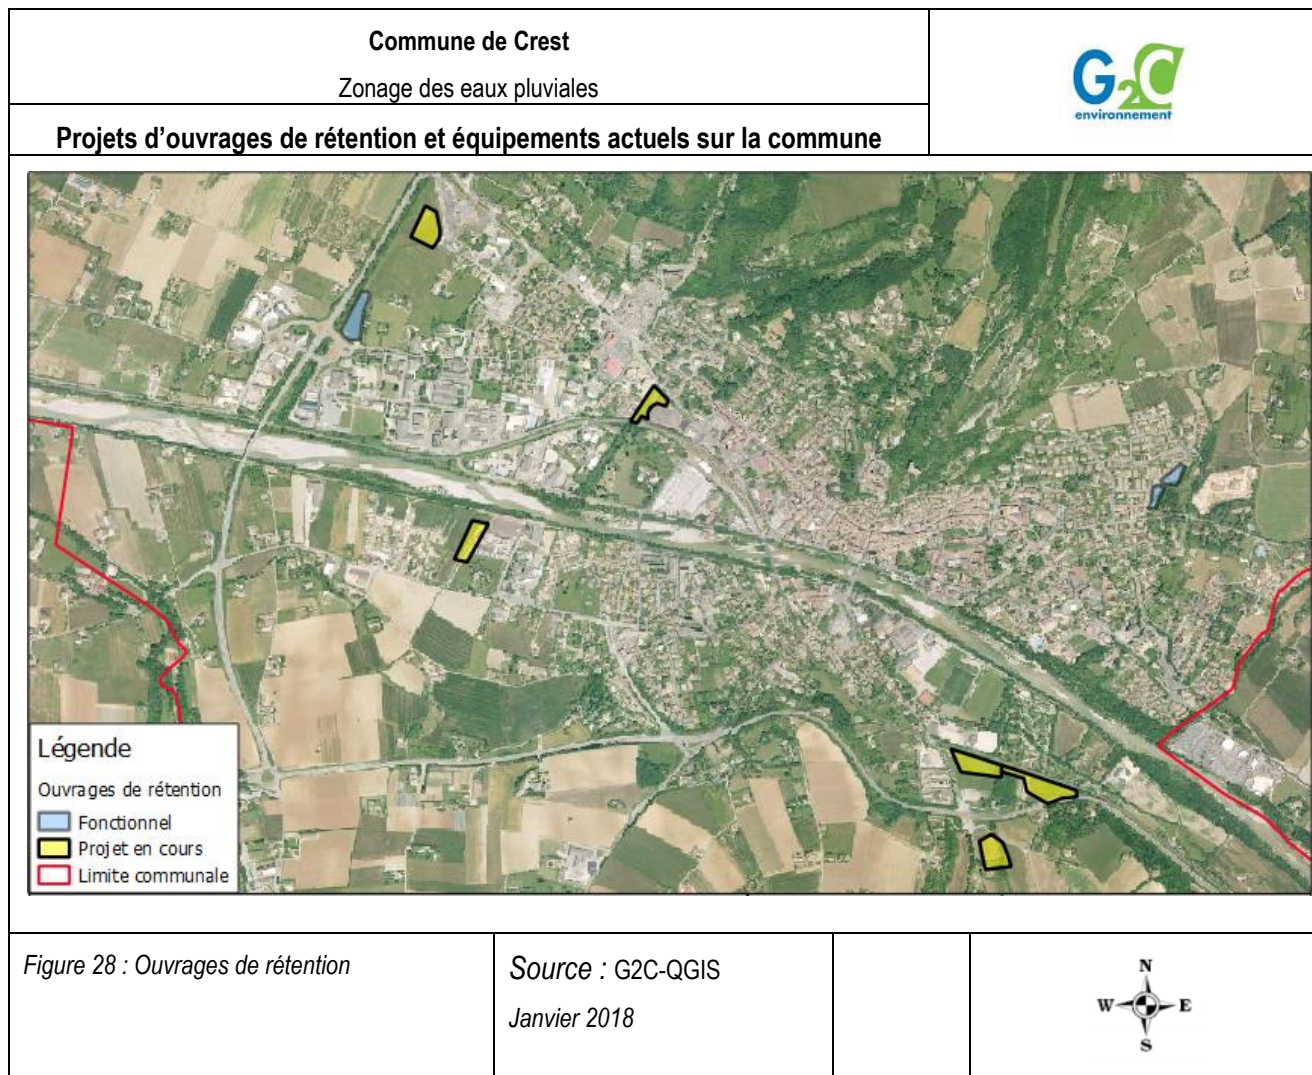 Commune de Crest
Zonage des eaux pluviales
Projets d’ouvrages de rétention et équipements actuels sur la commune
G2C
environnement
Légende
Ouvrages de rétention
Fonctionnel
Projet en cours
Limite communale
Figure 28 : Ouvrages de rétention
Source : G2C-QGIS
Janvier 2018
N
W E
S